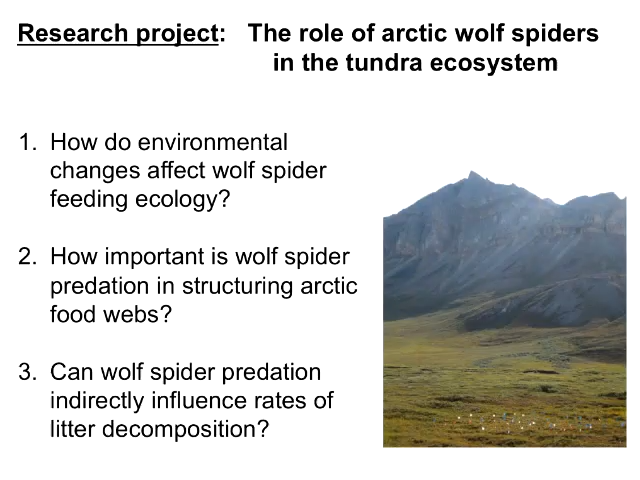 Research project:   The role of arctic wolf spiders
in the tundra ecosystem
1. How do environmental
changes affect wolf spider
feeding ecology?
2. How important is wolf spider
predation in structuring arctic
food webs?
3. Can wolf spider predation
indirectly influence rates of
litter decomposition?